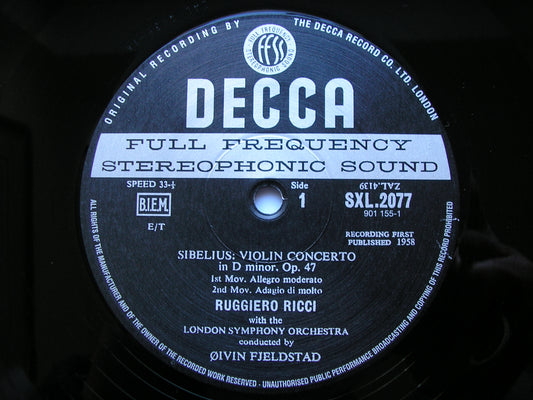 ORIGINAL RECORDING BY
THE DECCA RECORD CO. LTD. LONDON
FULL FREQUENCY
ffss
STEREOPHONIC SOUND
DECCA
FULL FREQUENCY
STEREOPHONIC SOUND
SPEED 33⅓
Side
ZAL.4139
B.I.E.M.
1
SXL.2077
901 155-1
E/T
RECORDING FIRST
PUBLISHED 1958
SIBELIUS: VIOLIN CONCERTO
in D minor. Op. 47
1st Mov. Allegro moderato
2nd Mov. Adagio di molto
RUGGIERO RICCI
with the
LONDON SYMPHONY ORCHESTRA
conducted by
ØIVIN FJELDSTAD
ALL RIGHTS OF THE MANUFACTURER AND OF THE OWNER OF THE RECORDED WORK RESERVED - UNAUTHORISED PUBLIC PERFORMANCE BROADCASTING AND COPYING OF THIS RECORD PROHIBITED